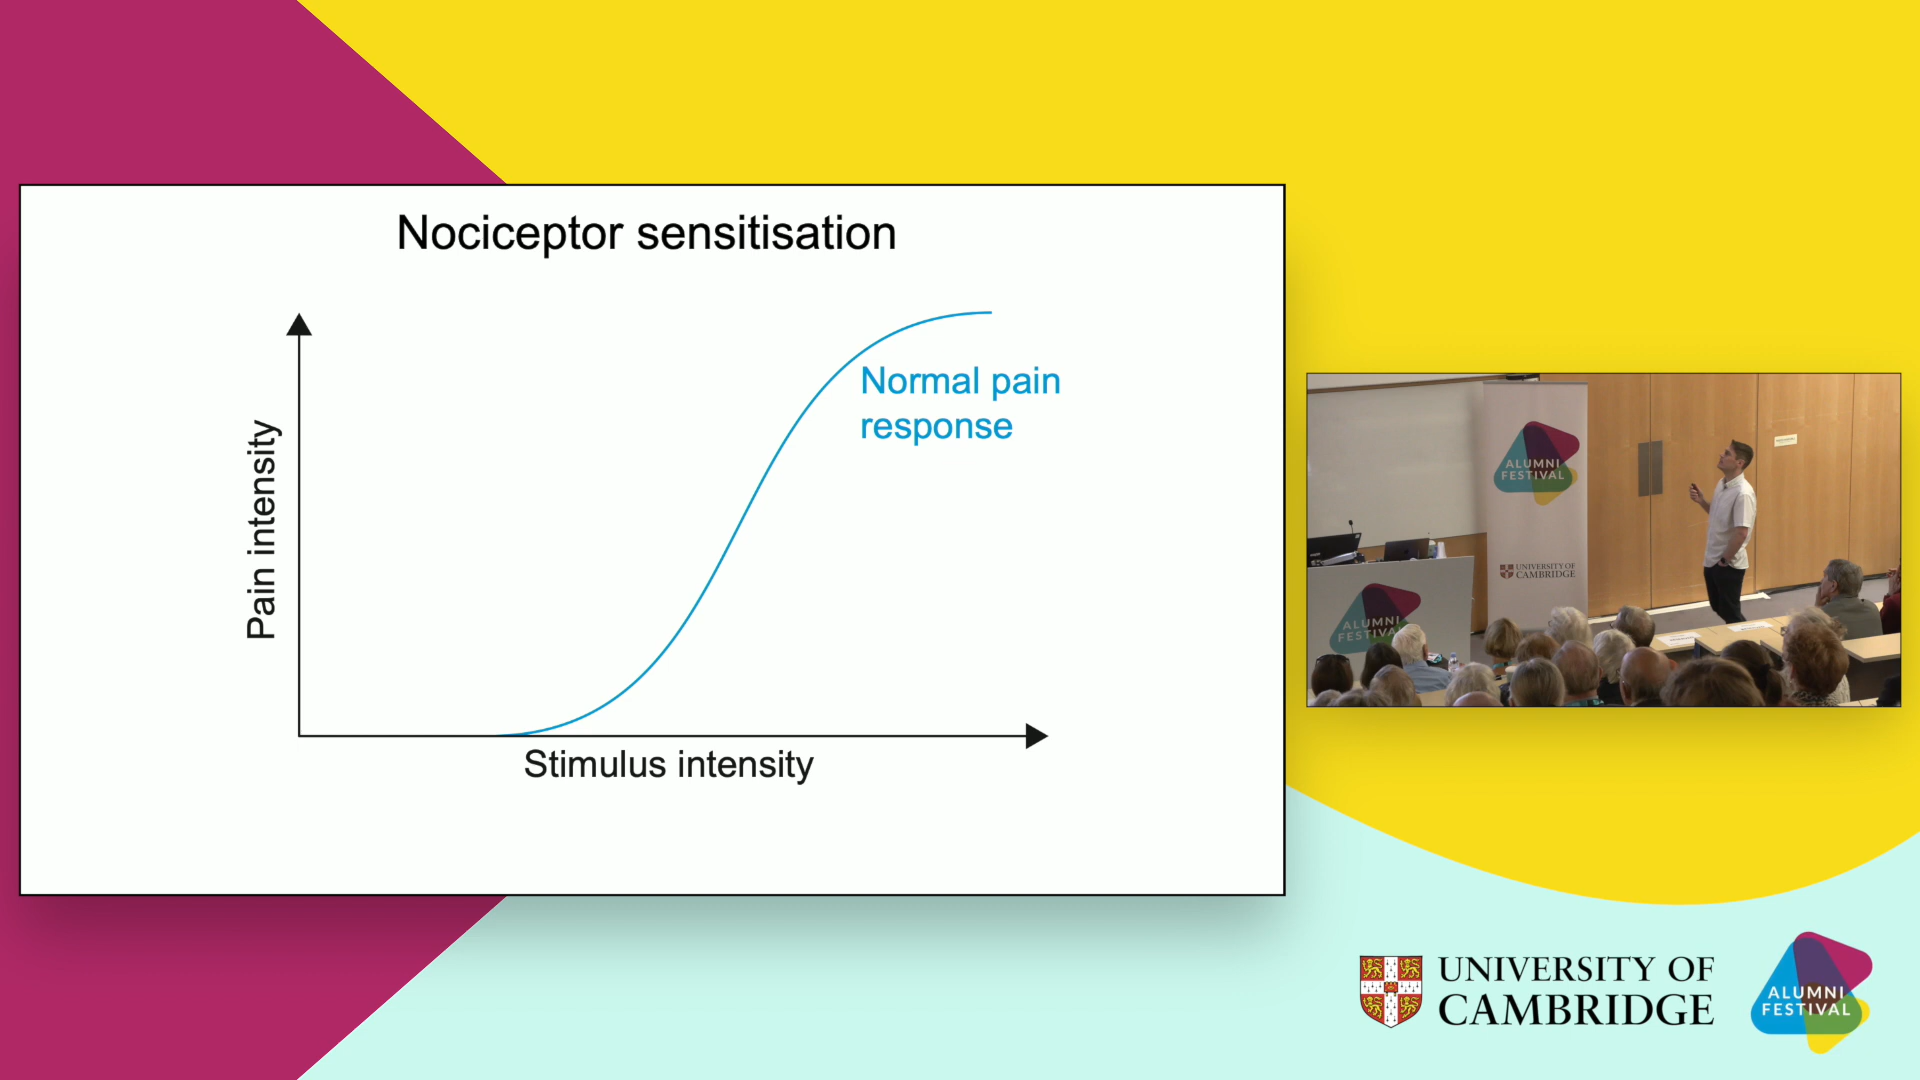 Nociceptor sensitisation
Normal pain
response
Pain intensity
Stimulus intensity
ALUMNI
FESTIVAL
UNIVERSITY OF
CAMBRIDGE
ALUMNI
FESTIVAL
UNIVERSITY OF
CAMBRIDGE
ALUMNI
FESTIVAL